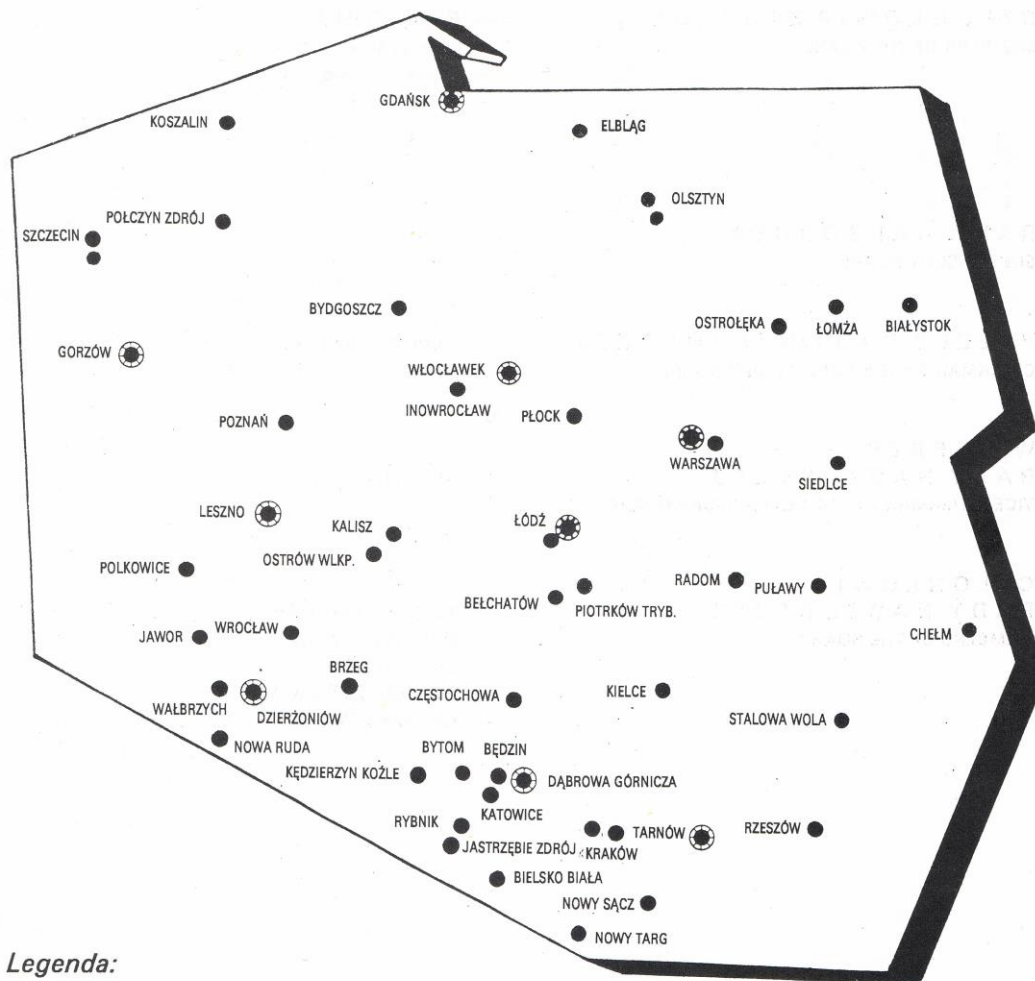 GDAŃSK
KOSZALIN
ELBLĄG
OLSZTYN
POŁCZYN ZDRÓJ
SZCZECIN
BYDGOSZCZ
OSTROŁĘKA
ŁOMŻA
BIAŁYSTOK
GORZÓW
WŁOCŁAWEK
INOWROCŁAW
PŁOCK
POZNAŃ
WARSZAWA
SIEDLCE
LESZNO
KALISZ
ŁÓDŹ
OSTRÓW WLKP.
POLKOWICE
RADOM
PUŁAWY
BEŁCHATÓW
PIOTRKÓW TRYB.
JAWOR
WROCŁAW
CHEŁM
BRZEG
CZĘSTOCHOWA
KIELCE
WAŁBRZYCH
DZIERŻONIÓW
STALOWA WOLA
NOWA RUDA
BYTOM
BĘDZIN
KĘDZIERZYN KOŹLE
DĄBROWA GÓRNICZA
KATOWICE
RYBNIK
TARNÓW
RZESZÓW
JASTRZĘBIE ZDRÓJ
KRAKÓW
BIELSKO BIAŁA
NOWY SĄCZ
NOWY TARG
Legenda: